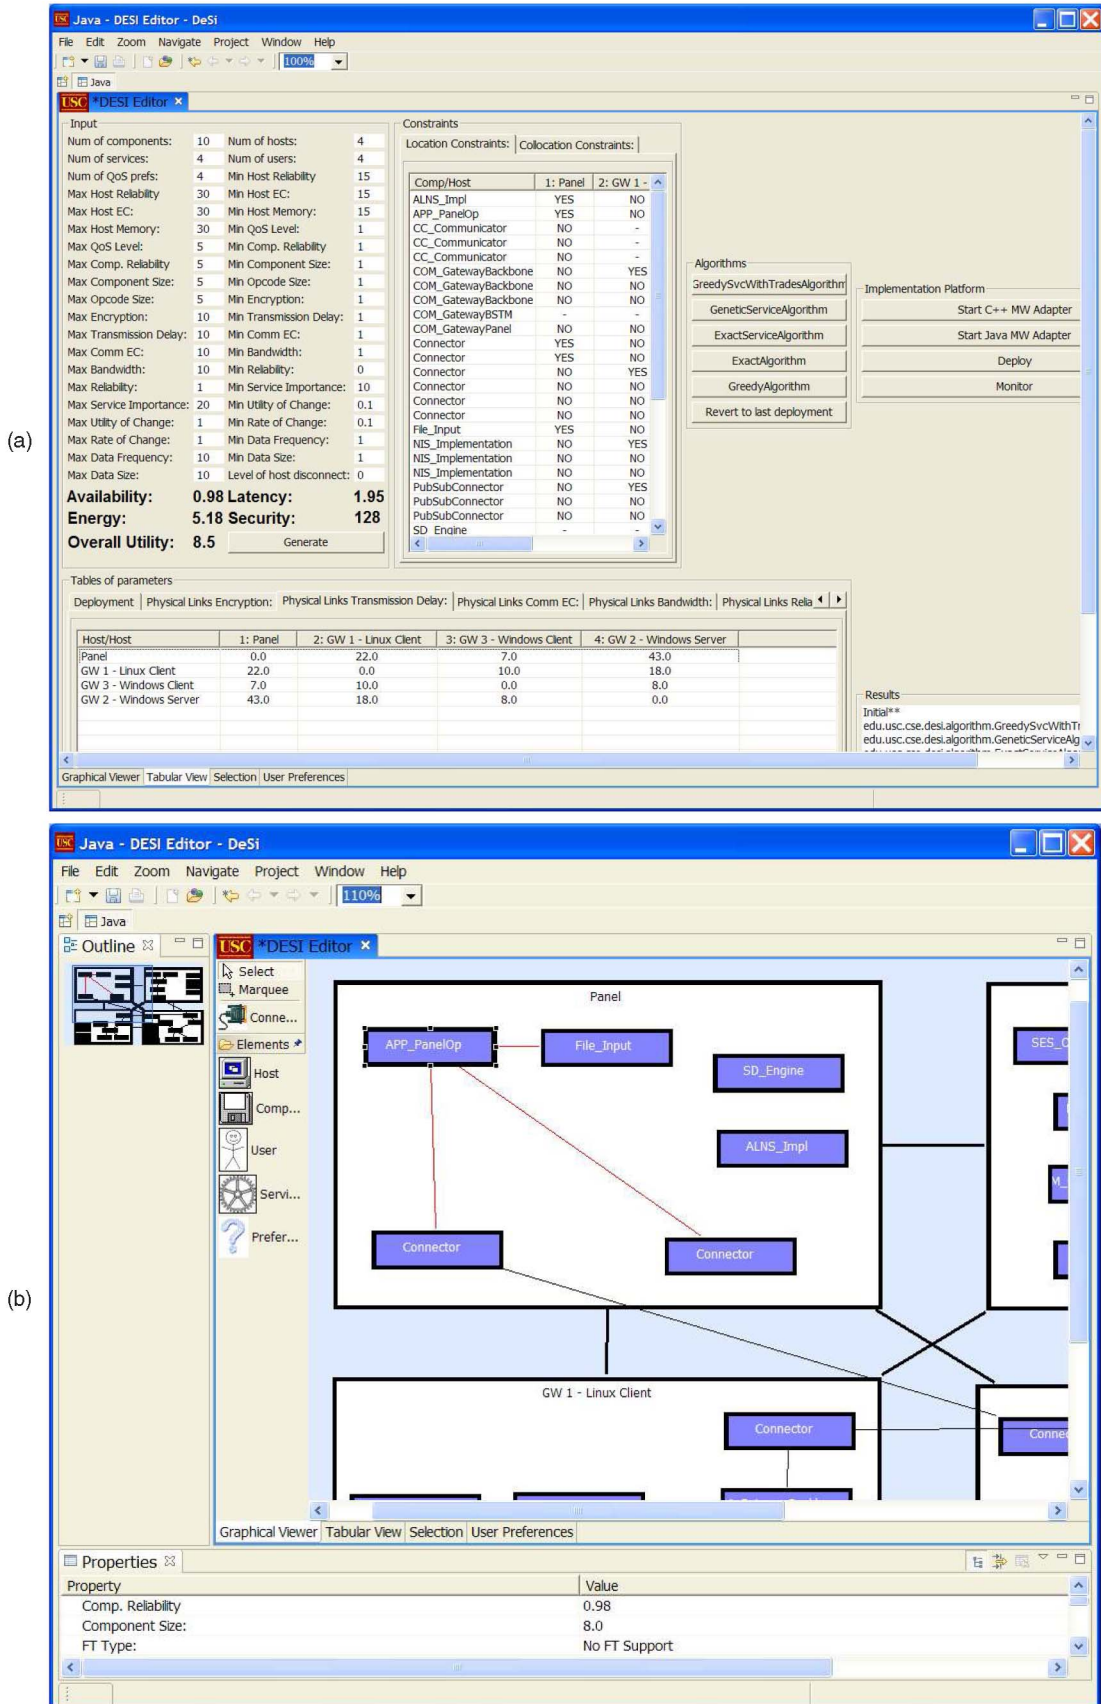 (a)
USC Java - DESI Editor - DeSi
File Edit Zoom Navigate Project Window Help
100%
Java
USC *DESI Editor
Input
Num of components: 10 Num of hosts: 4
Num of services: 4 Num of users: 4
Num of QoS prefs: 4 Min Host Reliability 15
Max Host Reliability 30 Min Host EC: 15
Max Host EC: 30 Min Host Memory: 15
Max Host Memory: 30 Min QoS Level: 1
Max QoS Level: 5 Min Comp. Reliability 1
Max Comp. Reliability 5 Min Component Size: 1
Max Component Size: 5 Min Opcode Size: 1
Max Opcode Size: 5 Min Encryption: 1
Max Encryption: 10 Min Transmission Delay: 1
Max Transmission Delay: 10 Min Comm EC: 1
Max Comm EC: 10 Min Bandwidth: 1
Max Bandwidth: 10 Min Reliability: 0
Max Reliability: 1 Min Service Importance: 10
Max Service Importance: 20 Min Utility of Change: 0.1
Max Utility of Change: 1 Min Rate of Change: 0.1
Max Rate of Change: 1 Min Data Frequency: 1
Max Data Frequency: 10 Min Data Size: 1
Max Data Size: 10 Level of host disconnect: 0
Availability: 0.98 Latency: 1.95
Energy: 5.18 Security: 128
Overall Utility: 8.5 Generate
Constraints
Location Constraints: Collocation Constraints:
Comp/Host 1: Panel 2: GW 1 -
ALNS_Impl YES NO
APP_PanelOp YES NO
CC_Communicator NO -
CC_Communicator NO -
CC_Communicator NO -
COM_GatewayBackbone NO YES
COM_GatewayBackbone NO NO
COM_GatewayBackbone NO NO
COM_GatewayBSTM - -
COM_GatewayPanel NO NO
Connector YES NO
Connector YES NO
Connector NO YES
Connector NO NO
Connector NO NO
Connector NO NO
File_Input YES NO
NIS_Implementation NO YES
NIS_Implementation NO NO
NIS_Implementation NO NO
PubSubConnector NO YES
PubSubConnector NO NO
PubSubConnector NO NO
SD_Engine - -
Algorithms
GreedySvcWithTradesAlgorithm
GeneticServiceAlgorithm
ExactServiceAlgorithm
ExactAlgorithm
GreedyAlgorithm
Revert to last deployment
Implementation Platform
Start C++ MW Adapter
Start Java MW Adapter
Deploy
Monitor
Tables of parameters
Deployment Physical Links Encryption: Physical Links Transmission Delay: Physical Links Comm EC: Physical Links Bandwidth: Physical Links Relia
Host/Host 1: Panel 2: GW 1 - Linux Client 3: GW 3 - Windows Client 4: GW 2 - Windows Server
Panel 0.0 22.0 7.0 43.0
GW 1 - Linux Client 22.0 0.0 10.0 18.0
GW 3 - Windows Client 7.0 10.0 0.0 8.0
GW 2 - Windows Server 43.0 18.0 8.0 0.0
Results
Initial**
edu.usc.cse.desi.algorithm.GreedySvcWithTr
edu.usc.cse.desi.algorithm.GeneticServiceAlg
Graphical Viewer Tabular View Selection User Preferences
(b)
USC Java - DESI Editor - DeSi
File Edit Zoom Navigate Project Window Help
110%
Java
Outline
USC *DESI Editor
Select
Marquee
Conne...
Elements
Host
Comp...
User
Servi...
Prefer...
Panel
APP_PanelOp
File_Input
SD_Engine
ALNS_Impl
Connector
Connector
SES_
M_
GW 1 - Linux Client
Connector
Conne
Graphical Viewer Tabular View Selection User Preferences
Properties
Property Value
Comp. Reliability 0.98
Component Size: 8.0
FT Type: No FT Support